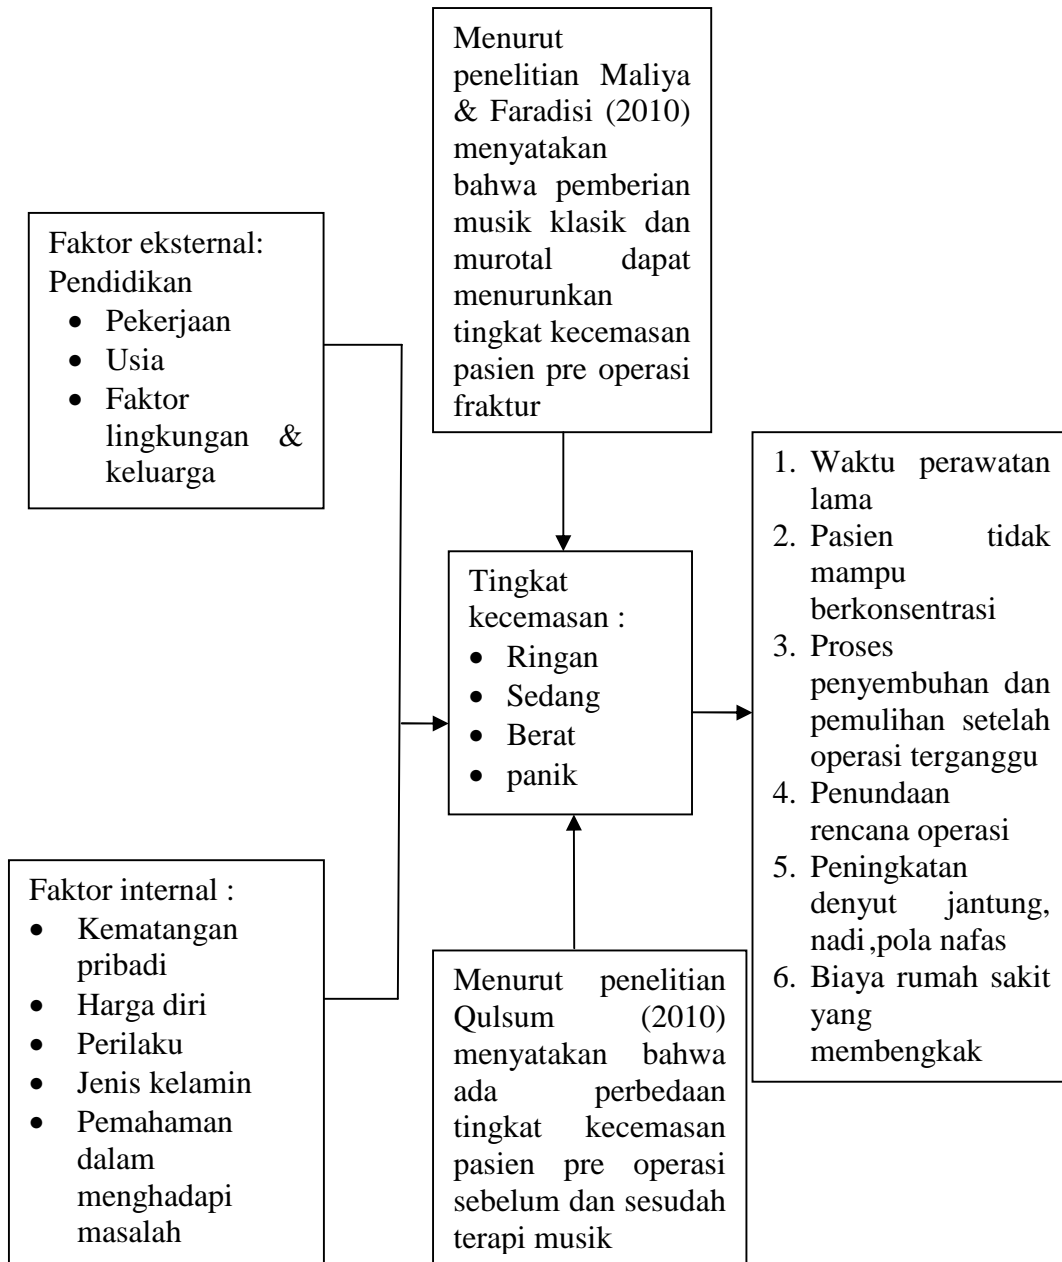 Menurut
penelitian Maliya
& Faradisi (2010)
menyatakan
bahwa pemberian
musik klasik dan
murotal dapat
menurunkan
tingkat kecemasan
pasien pre operasi
fraktur
Faktor eksternal:
Pendidikan
• Pekerjaan
• Usia
• Faktor
lingkungan &
keluarga
Tingkat
kecemasan :
• Ringan
• Sedang
• Berat
• panik
1. Waktu perawatan
lama
2. Pasien tidak
mampu
berkonsentrasi
3. Proses
penyembuhan dan
pemulihan setelah
operasi terganggu
4. Penundaan
rencana operasi
5. Peningkatan
denyut jantung,
nadi ,pola nafas
6. Biaya rumah sakit
yang
membengkak
Faktor internal :
• Kematangan
pribadi
• Harga diri
• Perilaku
• Jenis kelamin
• Pemahaman
dalam
menghadapi
masalah
Menurut penelitian
Qulsum (2010)
menyatakan bahwa
ada perbedaan
tingkat kecemasan
pasien pre operasi
sebelum dan sesudah
terapi musik